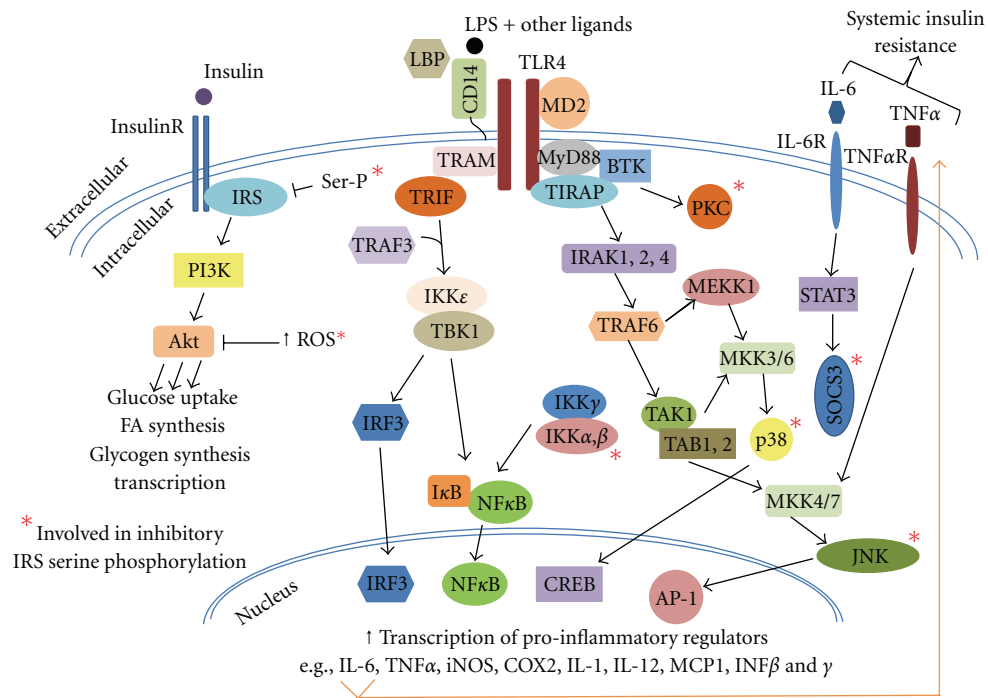 LPS + other ligands
Systemic insulin
resistance
LBP
CD14
TLR4
MD2
Insulin
InsulinR
IL-6
TNFα
IL-6R
TNFαR
TRAM
MyD88
BTK
TIRAP
PKC *
Ser-P *
IRS
TRIF
Extracellular
Intracellular
TRAF3
IRAK1, 2, 4
PI3K
IKKε
TBK1
MEKK1
STAT3
TRAF6
Akt
↑ ROS *
MKK3/6
SOCS3 *
Glucose uptake
FA synthesis
Glycogen synthesis
transcription
IRF3
IKKγ
IKKα,β *
TAK1
TAB1, 2
p38 *
IκB
NFκB
MKK4/7
* Involved in inhibitory
IRS serine phosphorylation
JNK *
Nucleus
IRF3
NFκB
CREB
AP-1
↑ Transcription of pro-inflammatory regulators
e.g., IL-6, TNFα, iNOS, COX2, IL-1, IL-12, MCP1, INFβ and γ